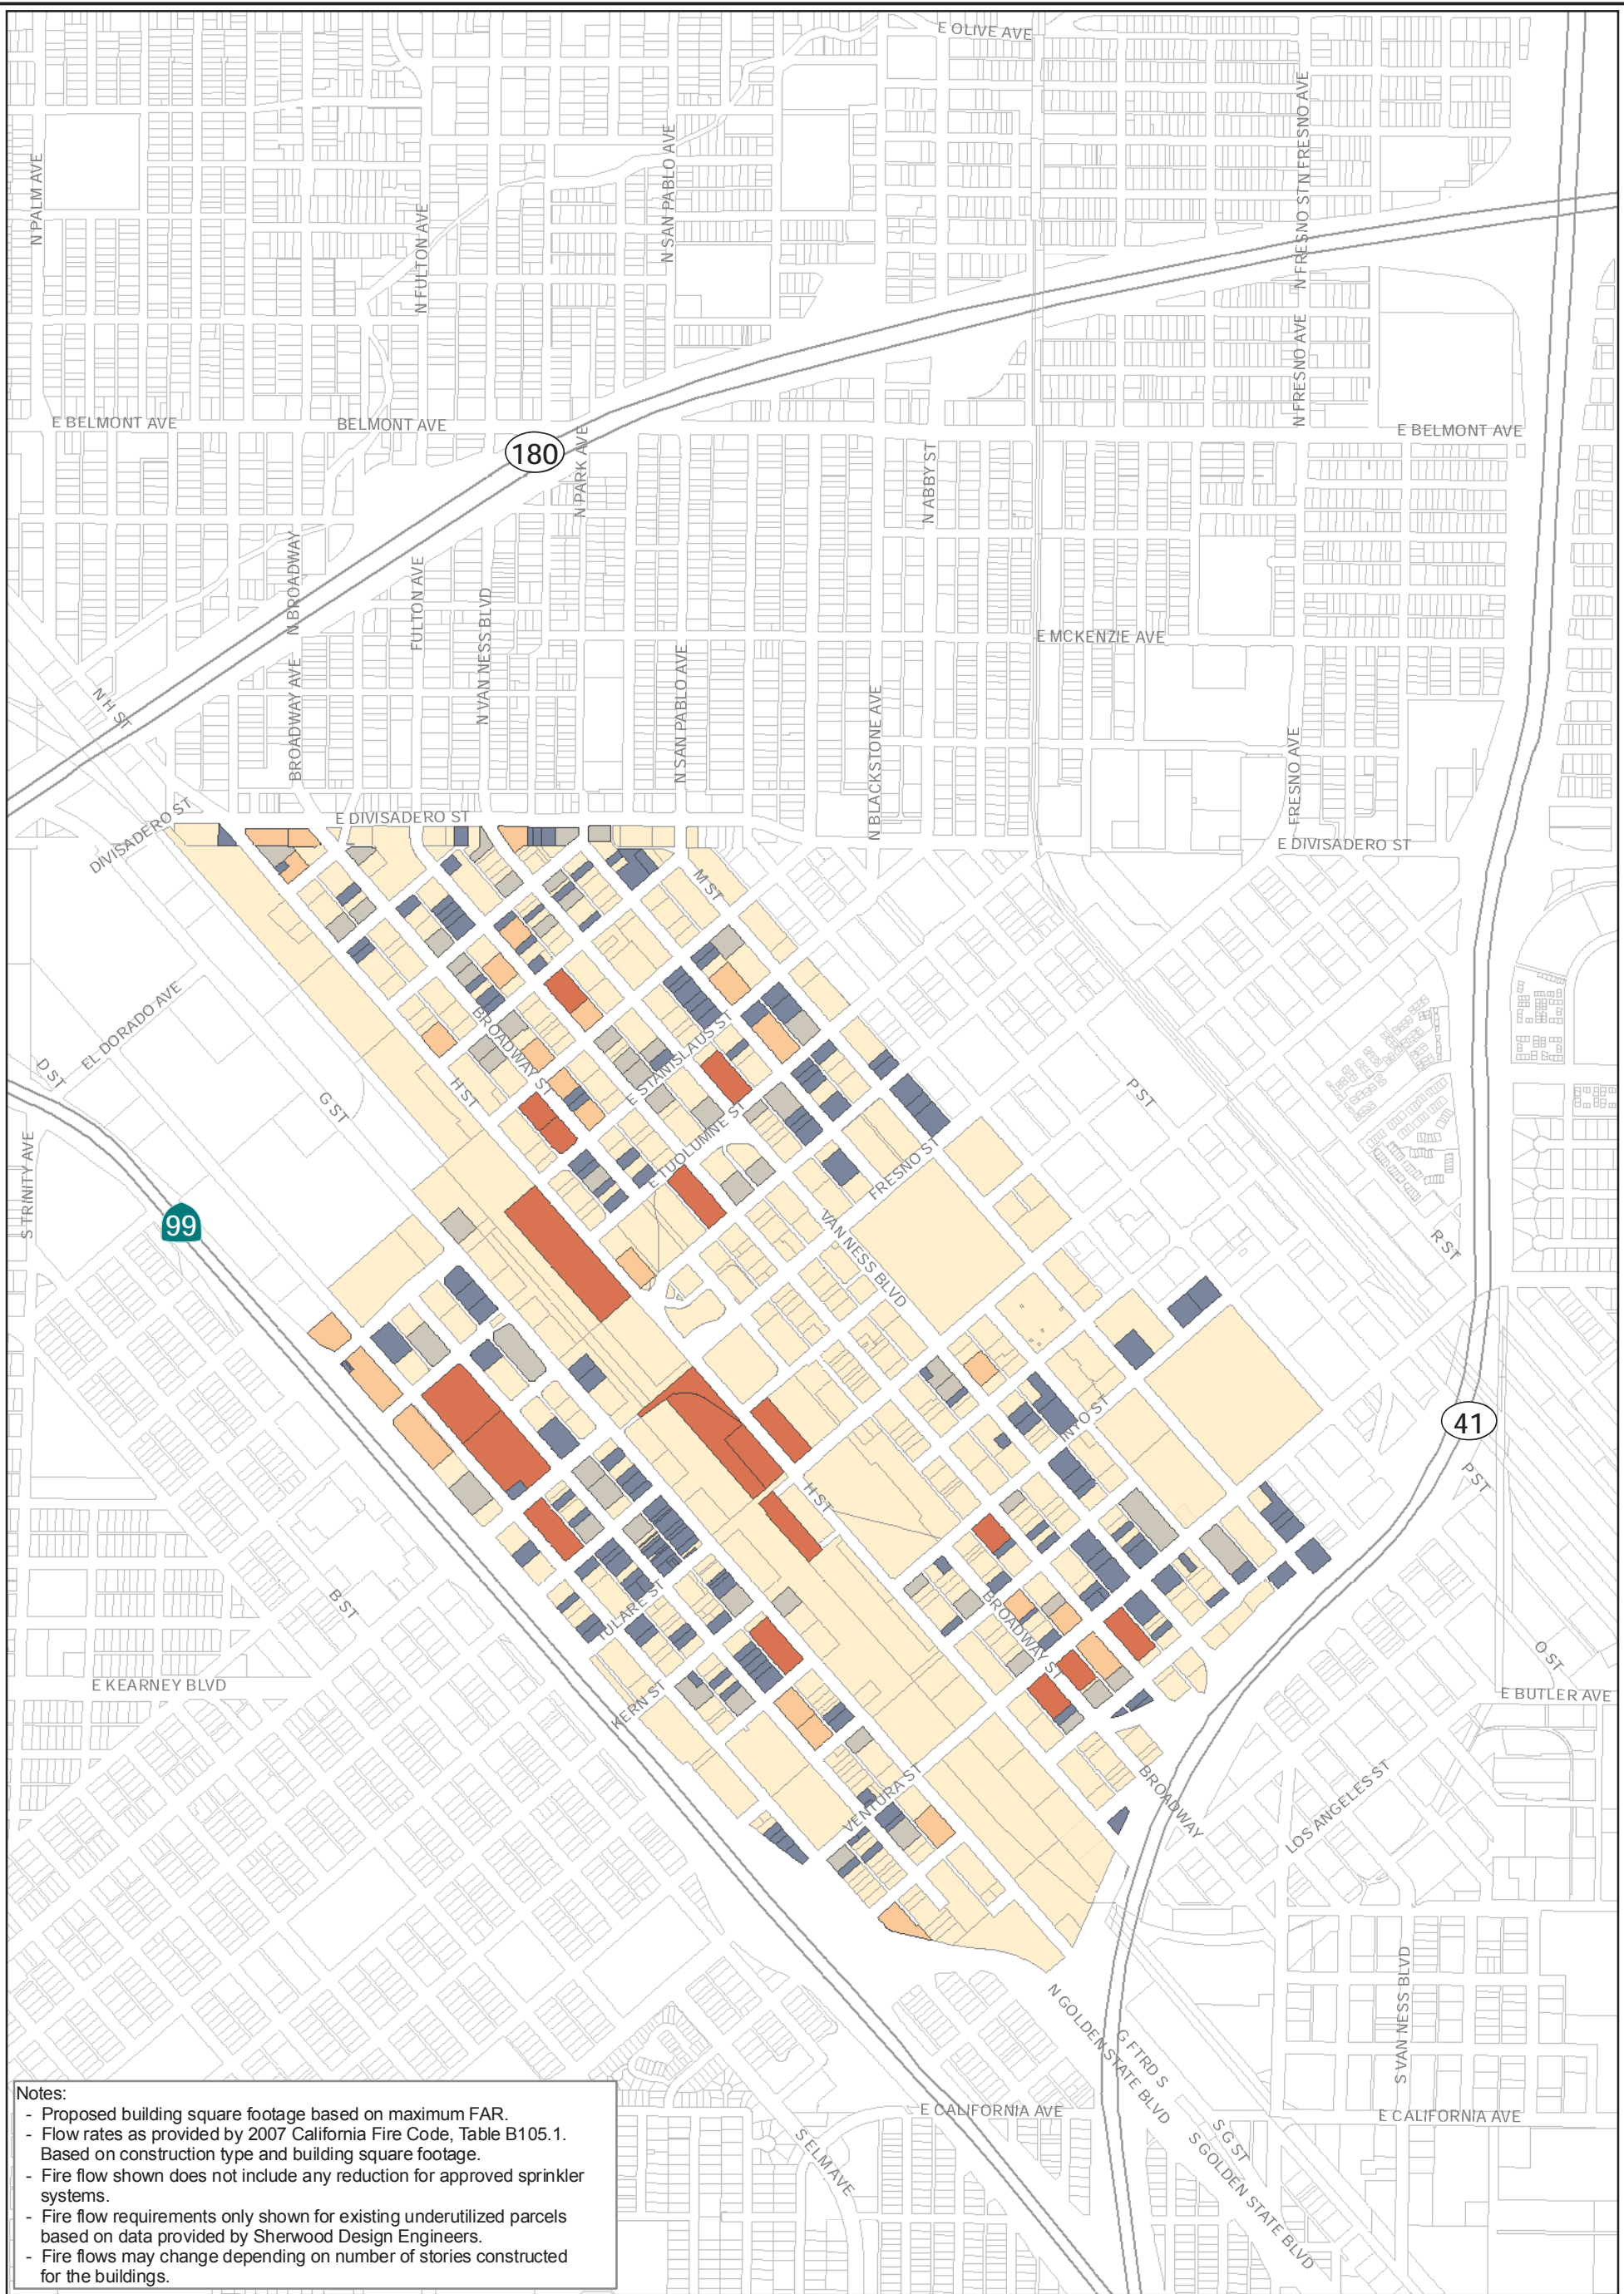 E OLIVE AVE
N PALM AVE
N FULTON AVE
N SAN PABLO AVE
N FRESNO ST
N FRESNO AVE
N FRESNO AVE
E BELMONT AVE
BELMONT AVE
180
N PARK AVE
N ABBY ST
E BELMONT AVE
N BROADWAY
FULTON AVE
N VAN NESS BLVD
E MCKENZIE AVE
N H ST
BROADWAY AVE
N SAN PABLO AVE
N BLACKSTONE AVE
FRESNO AVE
DIVISADERO ST
E DIVISADERO ST
E DIVISADERO ST
M ST
EL DORADO AVE
D ST
G ST
H ST
BROADWAY ST
E STANISLAUS ST
E TUOLUMNE ST
FRESNO ST
P ST
S TRINITY AVE
99
VAN NESS BLVD
R ST
INYO ST
41
P ST
H ST
B ST
TULARE ST
BROADWAY ST
E KEARNEY BLVD
KERN ST
O ST
E BUTLER AVE
VENTURA ST
BROADWAY
LOS ANGELES ST
N GOLDEN STATE BLVD
G FTRD S
S VAN NESS BLVD
E CALIFORNIA AVE
E CALIFORNIA AVE
S ELM AVE
S G ST
S GOLDEN STATE BLVD
Notes:
- Proposed building square footage based on maximum FAR.
- Flow rates as provided by 2007 California Fire Code, Table B105.1.
Based on construction type and building square footage.
- Fire flow shown does not include any reduction for approved sprinkler
systems.
- Fire flow requirements only shown for existing underutilized parcels
based on data provided by Sherwood Design Engineers.
- Fire flows may change depending on number of stories constructed
for the buildings.